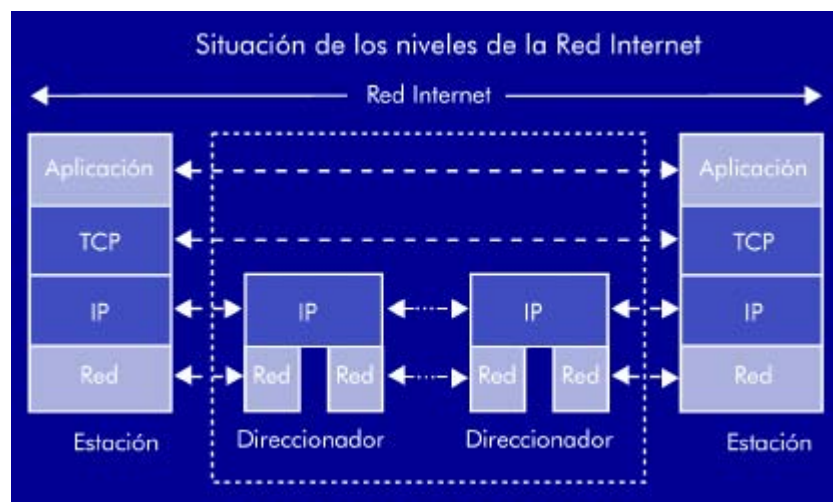 Situación de los niveles de la Red Internet
Red Internet
Aplicación
Aplicación
TCP
TCP
IP
IP
IP
IP
Red
Red
Red
Red
Red
Red
Estación
Direccionador
Direccionador
Estación